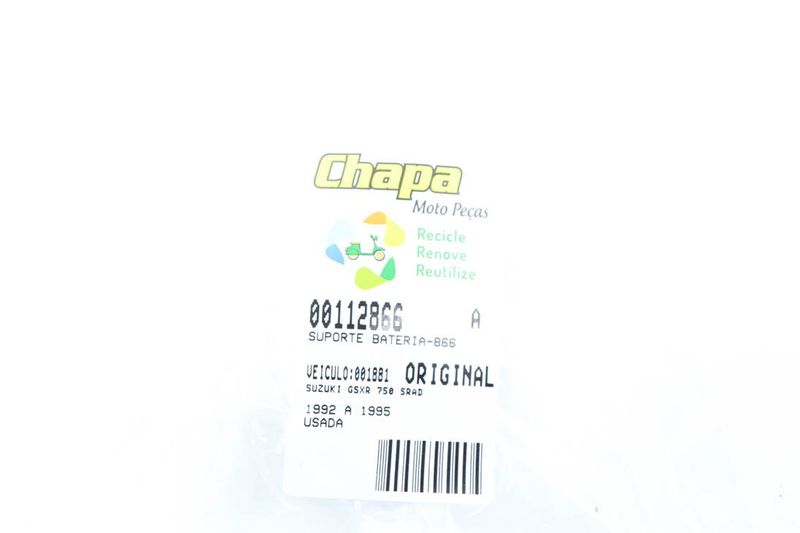 Chapa
Moto Peças
Recicle
Renove
Reutilize
00112866 A
SUPORTE BATERIA-866
VEICULO:001881 ORIGINAL
SUZUKI GSXR 750 SRAD
1992 A 1995
USADA